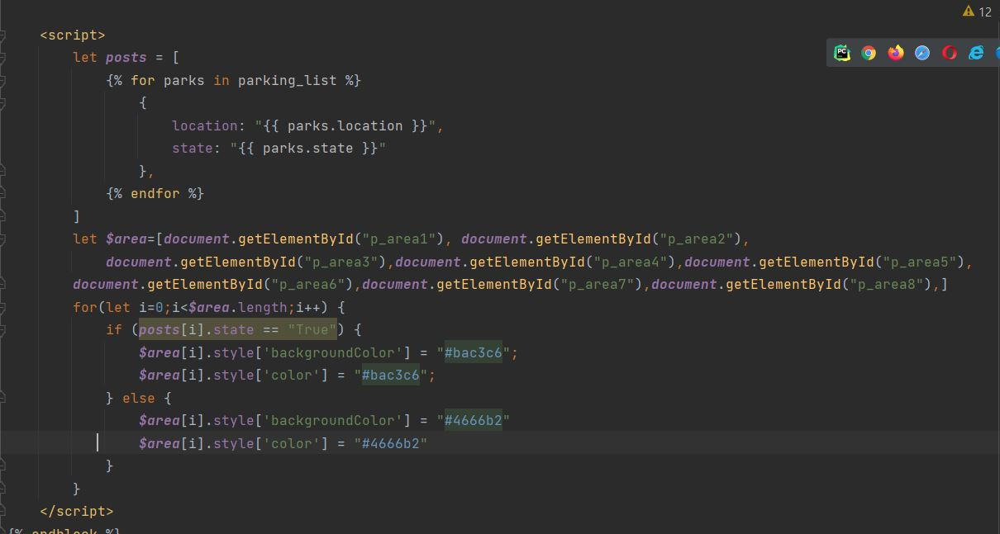 12
<script>
let posts = [
{% for parks in parking_list %}
{
location: "{{ parks.location }}",
state: "{{ parks.state }}"
},
{% endfor %}
]
let $area=[document.getElementById("p_area1"), document.getElementById("p_area2"),
document.getElementById("p_area3"),document.getElementById("p_area4"),document.getElementById("p_area5"),
document.getElementById("p_area6"),document.getElementById("p_area7"),document.getElementById("p_area8"),]
for(let i=0;i<$area.length;i++) {
if (posts[i].state == "True") {
$area[i].style['backgroundColor'] = "#bac3c6";
$area[i].style['color'] = "#bac3c6";
} else {
$area[i].style['backgroundColor'] = "#4666b2"
$area[i].style['color'] = "#4666b2"
}
}
</script>
{% endblock %}